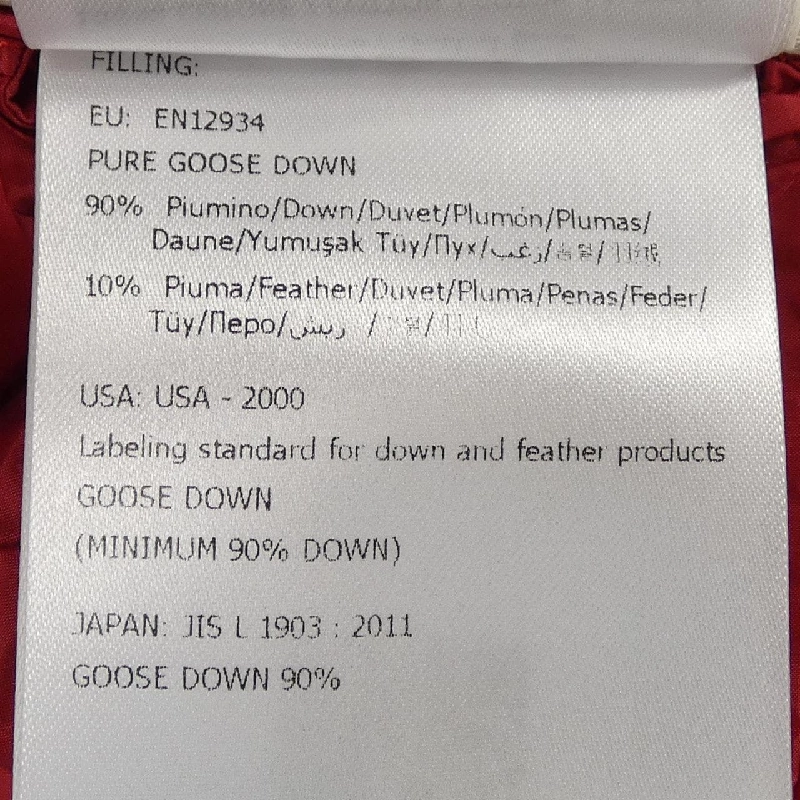 FILLING:
EU: EN12934
PURE GOOSE DOWN
90% Piumino/Down/Duvet/Plumón/Plumas/
Daune/Yumuşak Tüy/Пух/زغب/
10% Piuma/Feather/Duvet/Pluma/Penas/Feder/
Tüy/Перо/ريش /
USA: USA - 2000
Labeling standard for down and feather products
GOOSE DOWN
(MINIMUM 90% DOWN)
JAPAN: JIS L 1903 : 2011
GOOSE DOWN 90%